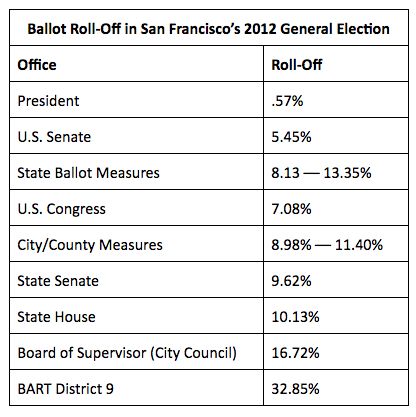 Ballot Roll-Off in San Francisco's 2012 General Election
Office Roll-Off
President .57%
U.S. Senate 5.45%
State Ballot Measures 8.13 — 13.35%
U.S. Congress 7.08%
City/County Measures 8.98% — 11.40%
State Senate 9.62%
State House 10.13%
Board of Supervisor (City Council) 16.72%
BART District 9 32.85%